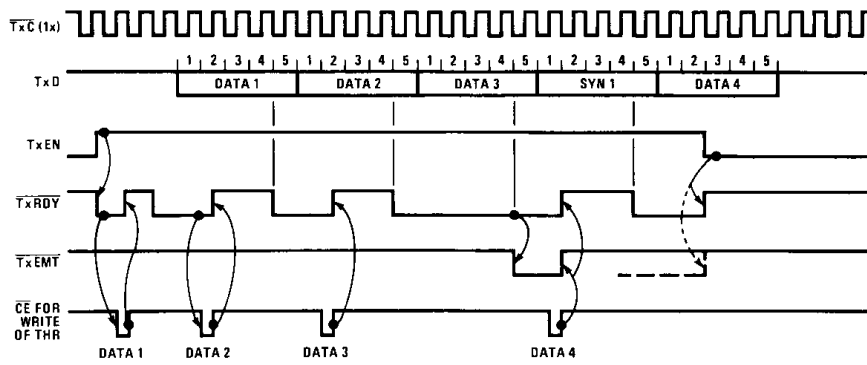 TxC (1x)
1 2 3 4 5 1 2 3 4 5 1 2 3 4 5 1 2 3 4 5 1 2 3 4 5
TxD DATA 1 DATA 2 DATA 3 SYN 1 DATA 4
TxEN
TxRDY
TxEMT
CE FOR
WRITE
OF THR
DATA 1 DATA 2 DATA 3 DATA 4